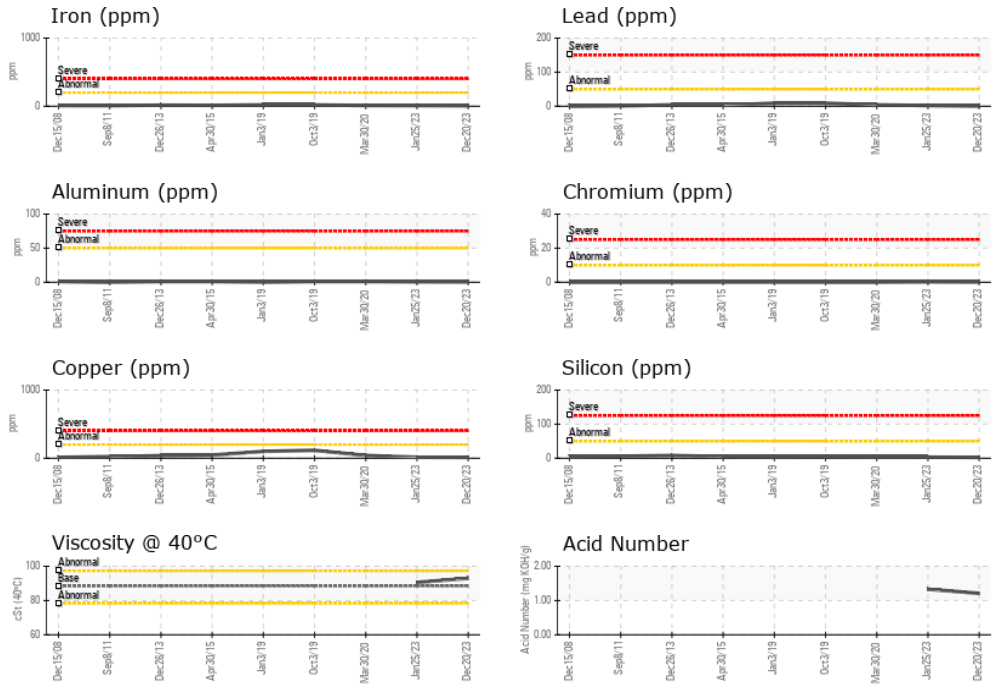 Iron (ppm)
1000
ppm
Severe
Abnormal
0
Dec15/08
Sep8/11
Dec26/13
Apr30/15
Jan3/19
Oct3/19
Mar30/20
Jan25/23
Dec20/23
Lead (ppm)
200
ppm
Severe
100
Abnormal
0
Dec15/08
Sep8/11
Dec26/13
Apr30/15
Jan3/19
Oct3/19
Mar30/20
Jan25/23
Dec20/23
Aluminum (ppm)
100
Severe
ppm
50
Abnormal
0
Dec15/08
Sep8/11
Dec26/13
Apr30/15
Jan3/19
Oct3/19
Mar30/20
Jan25/23
Dec20/23
Chromium (ppm)
40
Severe
ppm
20
Abnormal
0
Dec15/08
Sep8/11
Dec26/13
Apr30/15
Jan3/19
Oct3/19
Mar30/20
Jan25/23
Dec20/23
Copper (ppm)
1000
ppm
Severe
Abnormal
0
Dec15/08
Sep8/11
Dec26/13
Apr30/15
Jan3/19
Oct3/19
Mar30/20
Jan25/23
Dec20/23
Silicon (ppm)
200
Severe
ppm
100
Abnormal
0
Dec15/08
Sep8/11
Dec26/13
Apr30/15
Jan3/19
Oct3/19
Mar30/20
Jan25/23
Dec20/23
Viscosity @ 40°C
100
Abnormal
Base
cSt (40°C)
80
Abnormal
60
Dec15/08
Sep8/11
Dec26/13
Apr30/15
Jan3/19
Oct3/19
Mar30/20
Jan25/23
Dec20/23
Acid Number
2.00
Acid Number (mg KOH/g)
1.00
0.00
Dec15/08
Sep8/11
Dec26/13
Apr30/15
Jan3/19
Oct3/19
Mar30/20
Jan25/23
Dec20/23